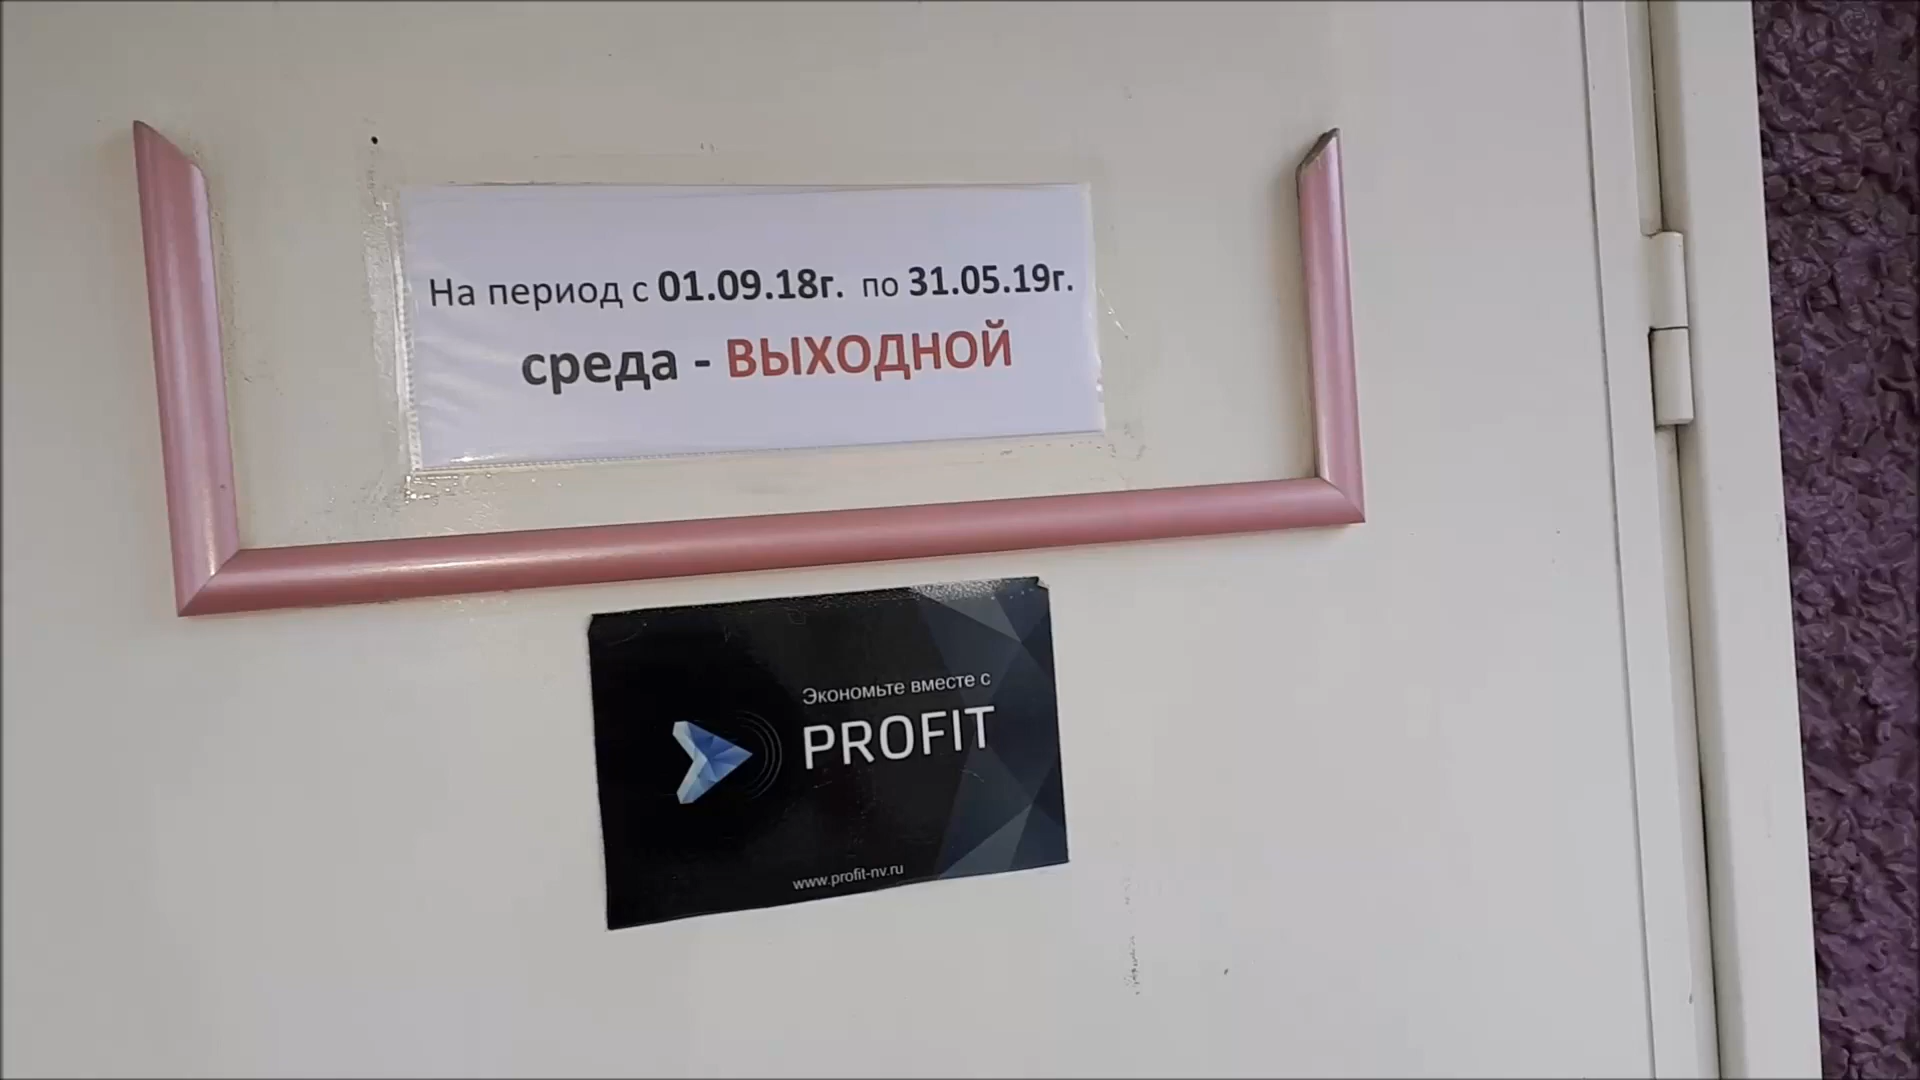 На период с 01.09.18г. по 31.05.19г.
среда - ВЫХОДНОЙ
Экономьте вместе с
PROFIT
www.profit-nv.ru